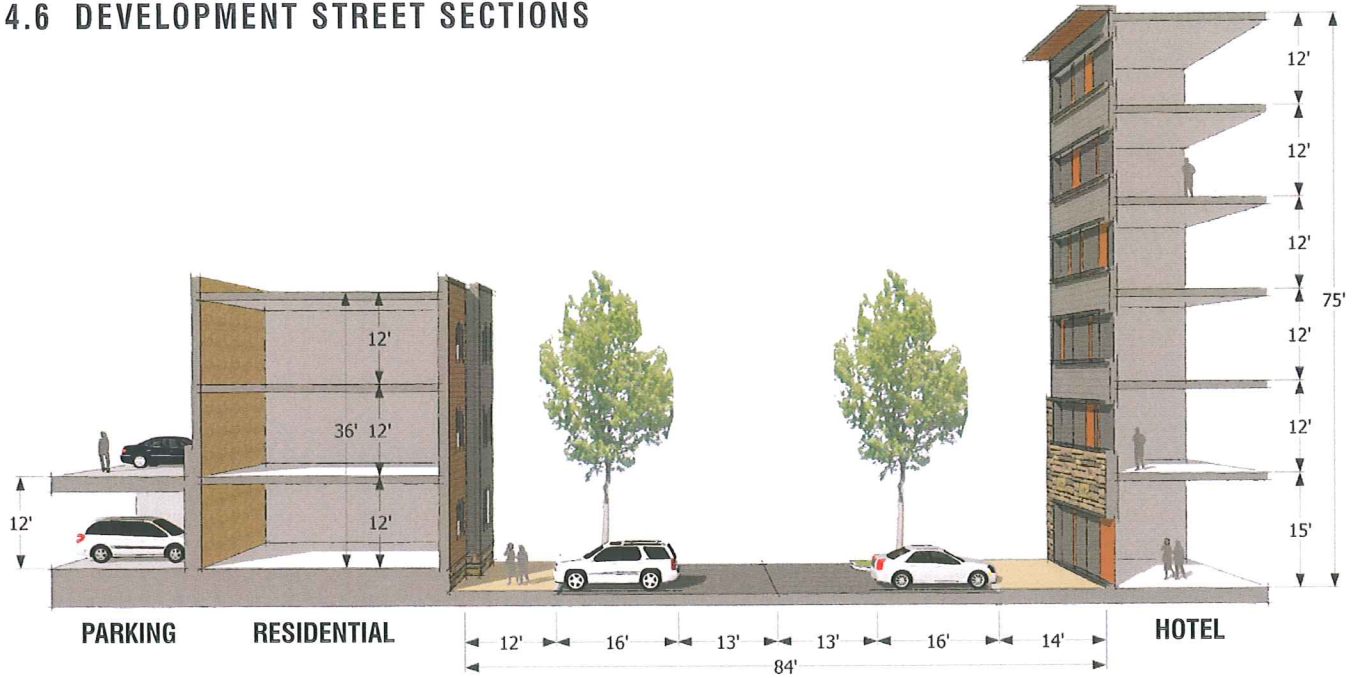 4.6 DEVELOPMENT STREET SECTIONS
12'
12'
12'
12'
12'
15'
75'
12'
36' 12'
12'
12'
PARKING
RESIDENTIAL
HOTEL
12' 16' 13' 13' 16' 14'
84'